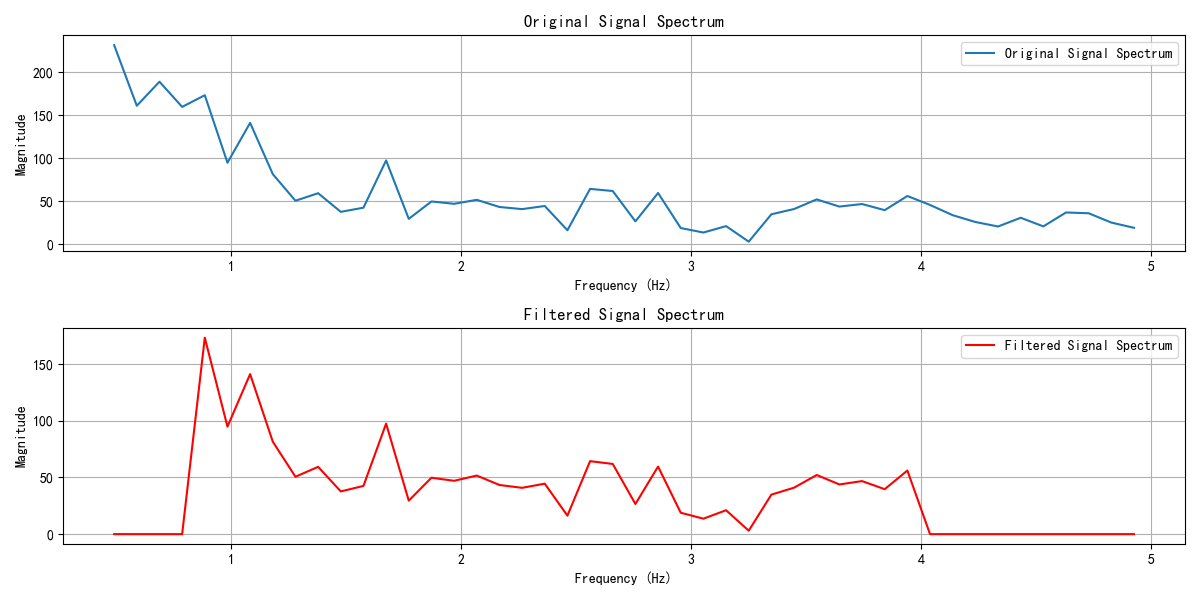 Original Signal Spectrum
Original Signal Spectrum
Magnitude
200
150
100
50
0
1 2 3 4 5
Frequency (Hz)
Filtered Signal Spectrum
Filtered Signal Spectrum
Magnitude
150
100
50
0
1 2 3 4 5
Frequency (Hz)